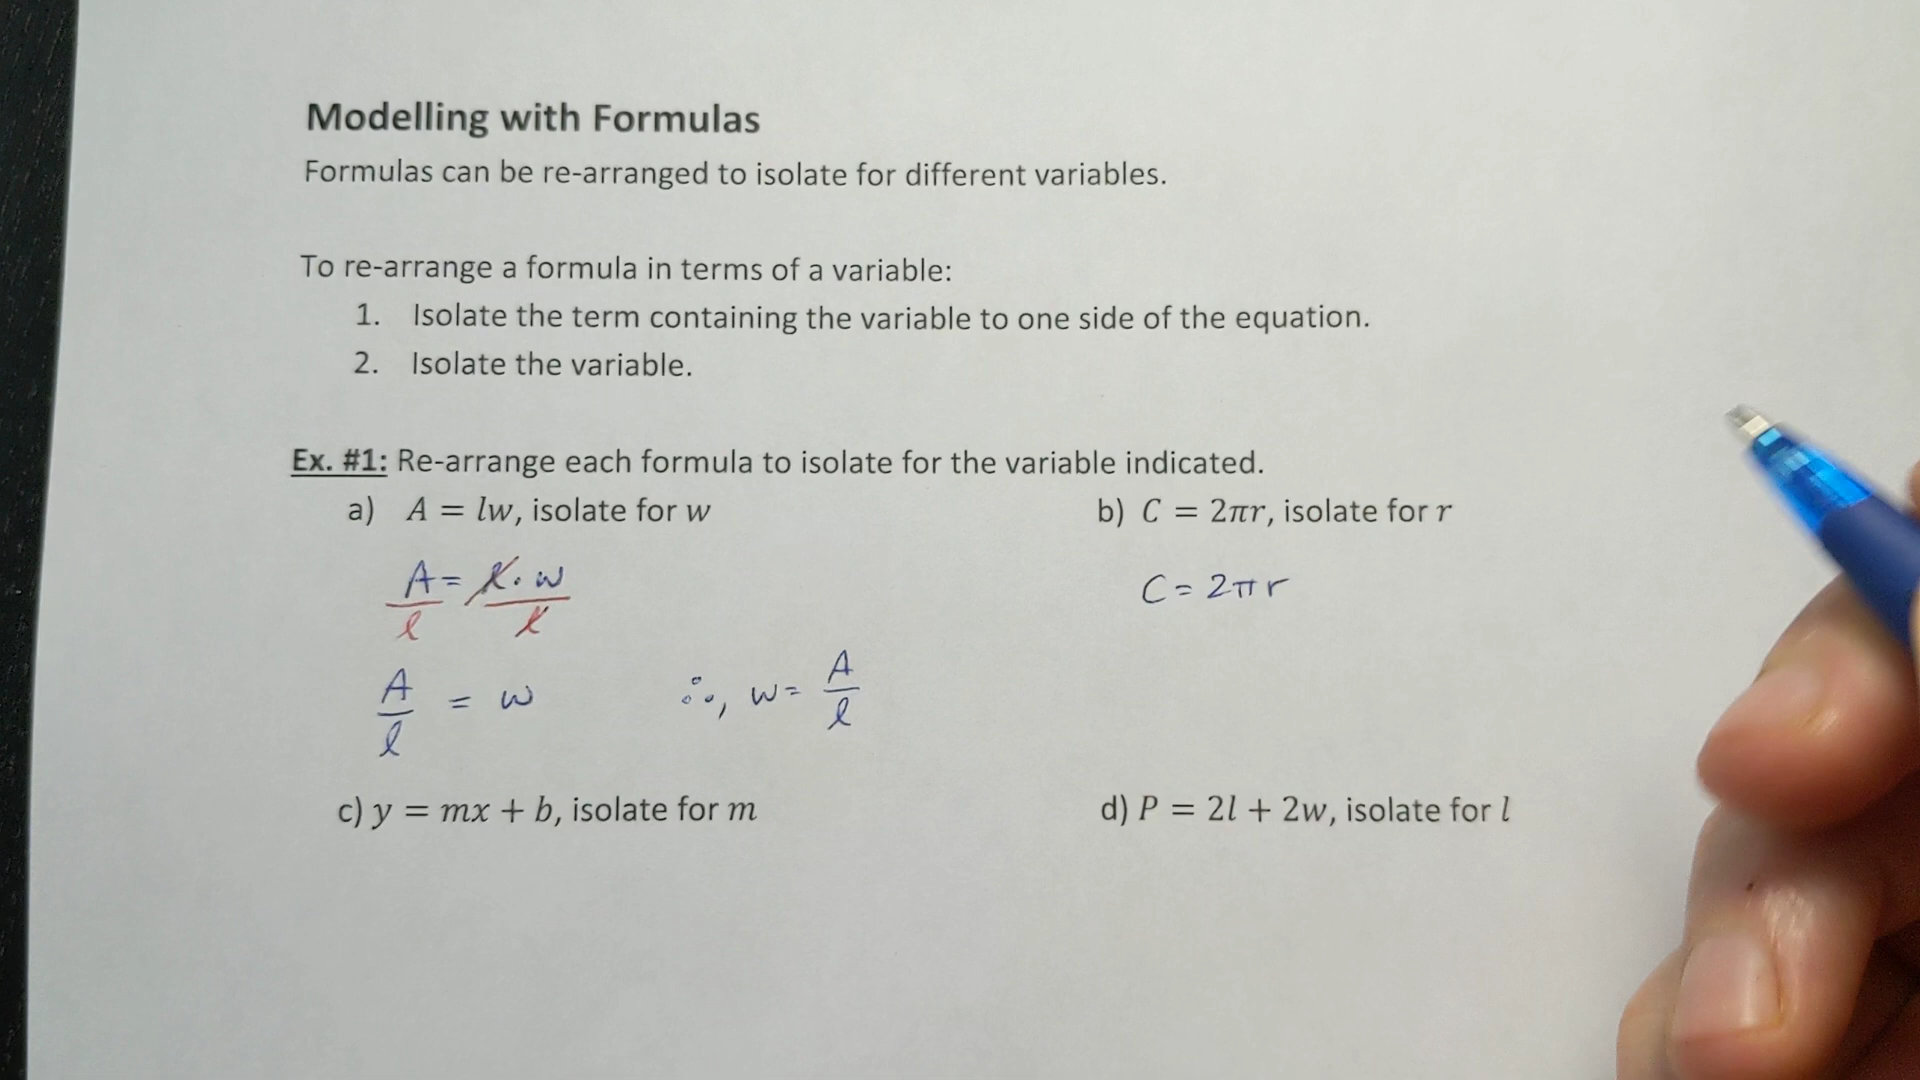 Modelling with Formulas
Formulas can be re-arranged to isolate for different variables.
To re-arrange a formula in terms of a variable:
1. Isolate the term containing the variable to one side of the equation.
2. Isolate the variable.
Ex. #1: Re-arrange each formula to isolate for the variable indicated.
a) A = lw, isolate for w
A = l · w
l l
A/l = w ∴, w = A/l
b) C = 2πr, isolate for r
C = 2πr
c) y = mx + b, isolate for m
d) P = 2l + 2w, isolate for l